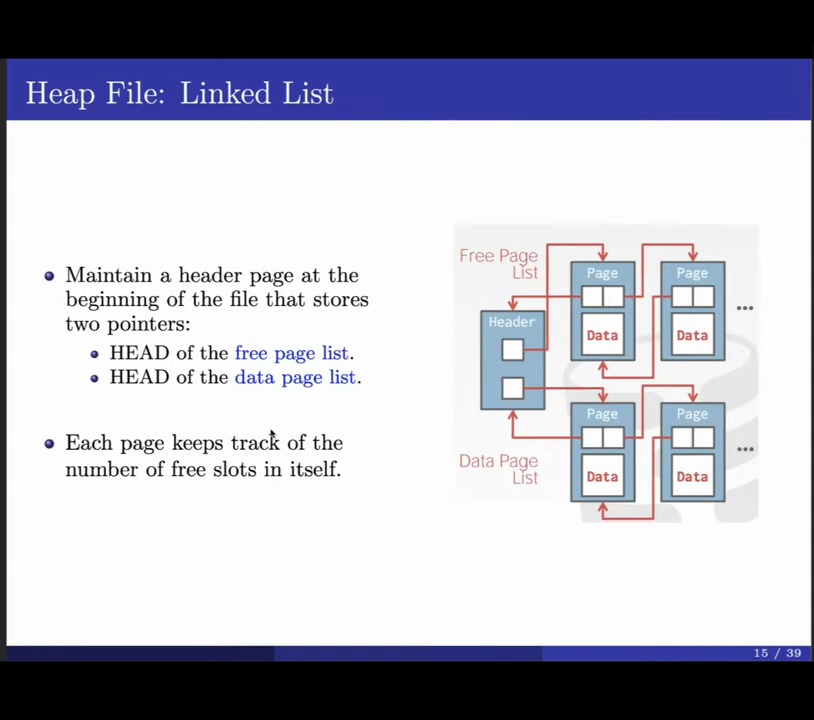 Heap File: Linked List
Maintain a header page at the
beginning of the file that stores
two pointers:
HEAD of the free page list.
HEAD of the data page list.
Each page keeps track of the
number of free slots in itself.
Free Page
List
Page
Page
Data
Data
...
Header
Page
Page
Data
Data
...
Data Page
List
15 / 39